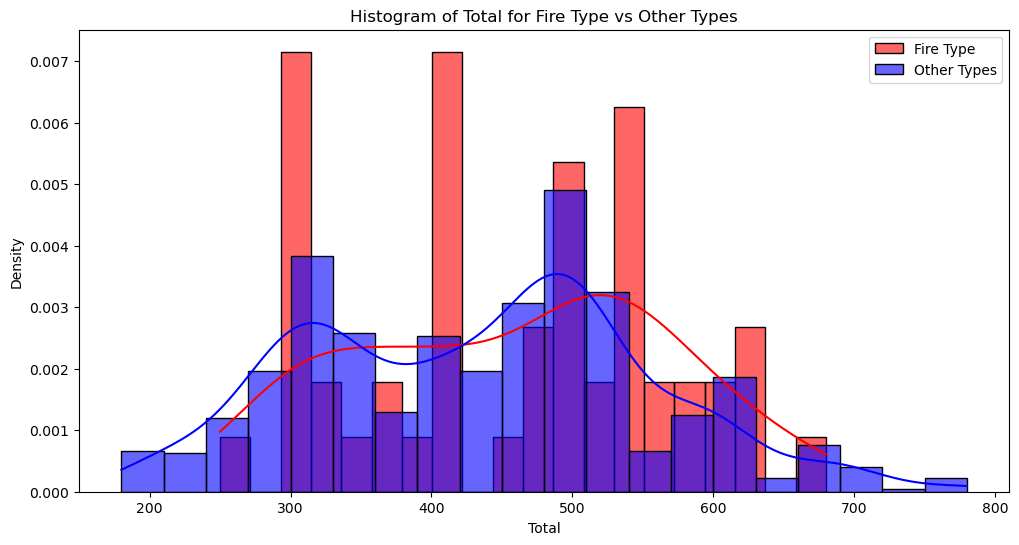 Histogram of Total for Fire Type vs Other Types
Fire Type
Other Types
0.007
0.006
0.005
0.004
0.003
0.002
0.001
0.000
Density
200 300 400 500 600 700 800
Total